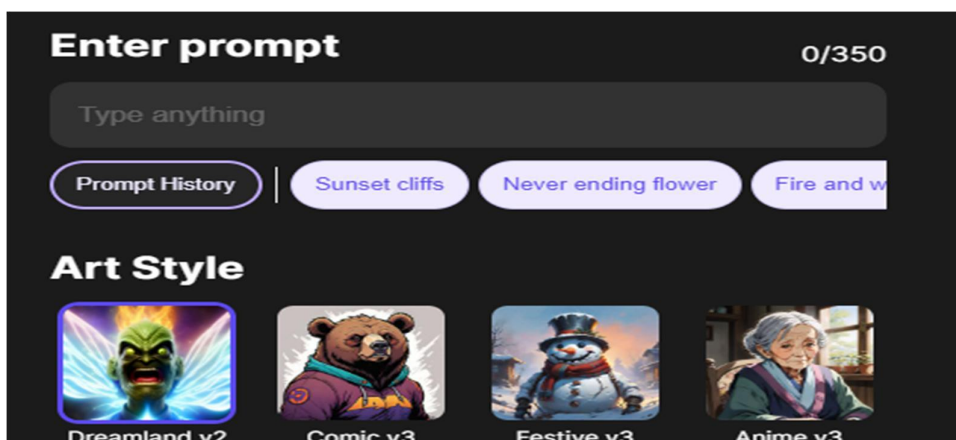 Enter prompt
0/350
Type anything
Prompt History | Sunset cliffs Never ending flower Fire and
Art Style
Dreamland v2 Comic v3 Festive v3 Anime v3